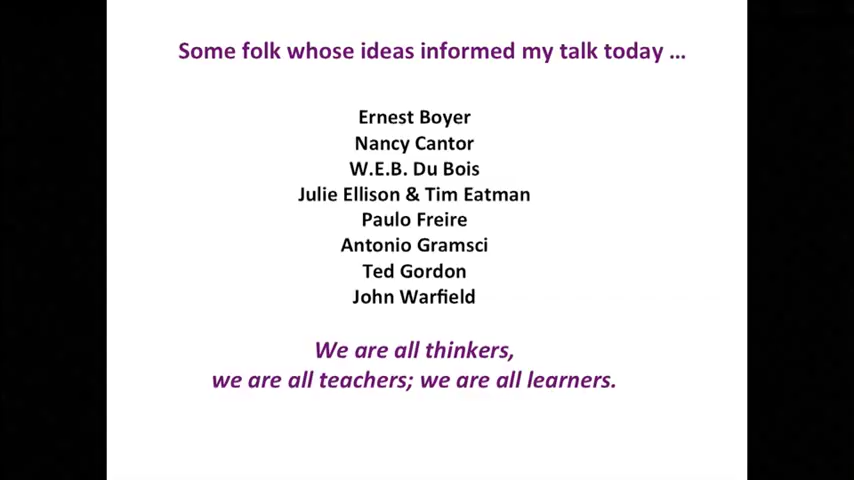 Some folk whose ideas informed my talk today ...
Ernest Boyer
Nancy Cantor
W.E.B. Du Bois
Julie Ellison & Tim Eatman
Paulo Freire
Antonio Gramsci
Ted Gordon
John Warfield
We are all thinkers,
we are all teachers; we are all learners.